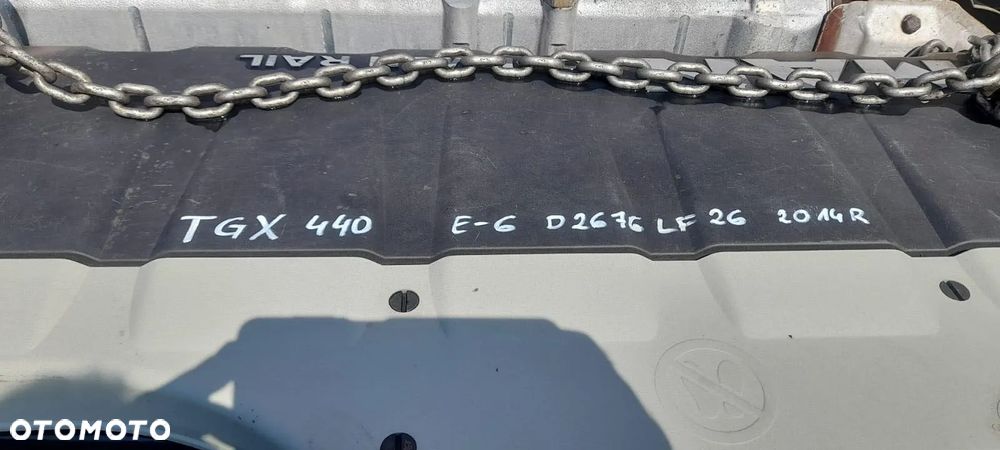 RAIL
TGX 440 E-6 D2676 LF 26 2014R
OTOMOTO